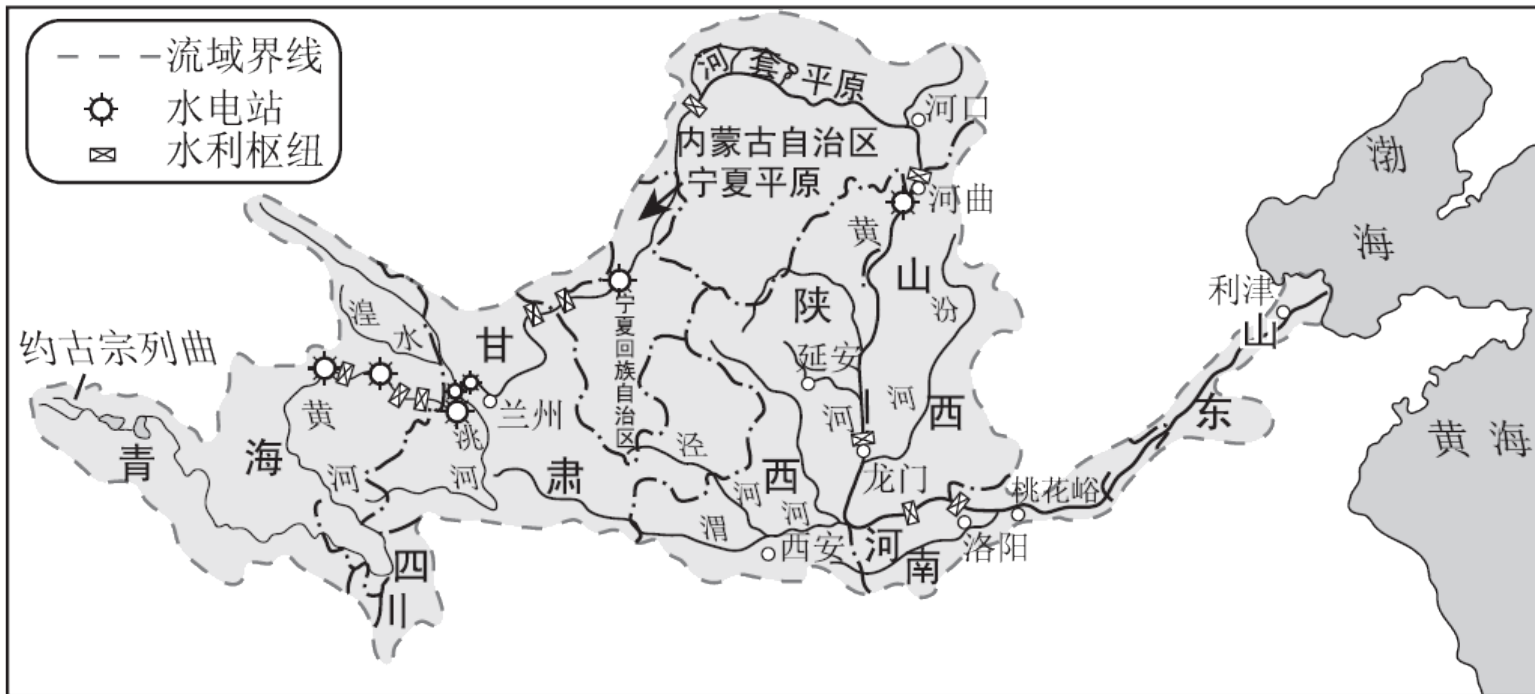 流域界线
水电站
水利枢纽
河套平原
河口
内蒙古自治区
宁夏平原
河曲
黄
渤
海
山
汾
陕
利津
山
湟
水
宁夏回族自治区
甘
约古宗列曲
延安
黄
兰州
河
河
西
东
黄海
青
海
洮
泾
河
河
肃
西
龙门
桃花峪
河
河
渭
西安
河
南
洛阳
四
川